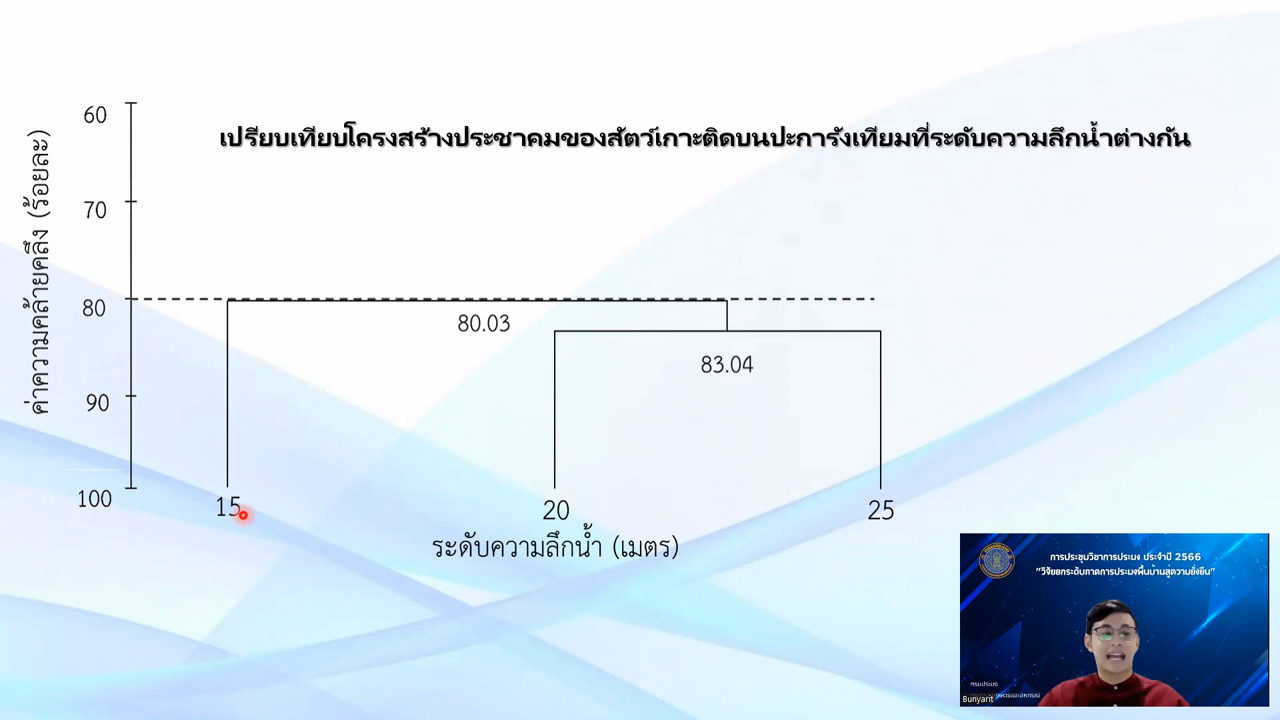 เปรียบเทียบโครงสร้างประชาคมของสัตว์เกาะติดบนปะการังเทียมที่ระดับความลึกน้ำต่างกัน
ค่าความคล้ายคลึง (ร้อยละ)
60
70
80
90
100
80.03
83.04
15
20
25
ระดับความลึกน้ำ (เมตร)
การประชุมวิชาการประมง ประจำปี 2566
"วิจัยยกระดับภาคการประมงพื้นบ้านสู่ความยั่งยืน"
กรมประมง
Bunyarit